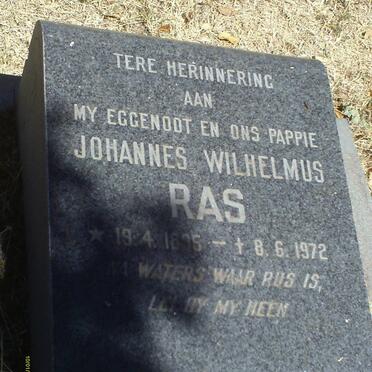 TERE HERINNERING
AAN
MY EGGENOOT EN ONS PAPPIE
JOHANNES WILHELMUS
RAS
* 19.4. – † 8.6.1972
NA WATERS WAAR RUS IS,
LEI HY MY HEEN